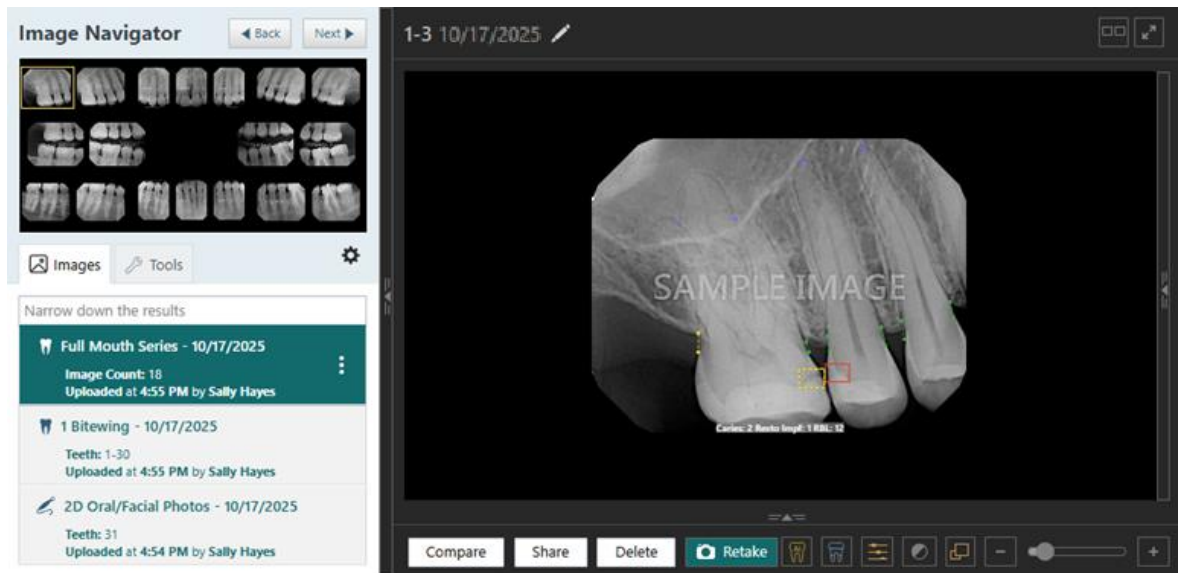 Image Navigator
Back
Next
1-3 10/17/2025
Images
Tools
Narrow down the results
Full Mouth Series - 10/17/2025
Image Count: 18
Uploaded at 4:55 PM by Sally Hayes
1 Bitewing - 10/17/2025
Teeth: 1-30
Uploaded at 4:55 PM by Sally Hayes
2D Oral/Facial Photos - 10/17/2025
Teeth: 31
Uploaded at 4:54 PM by Sally Hayes
SAMPLE IMAGE
Caries: 2 Resto Impf: 1 RBL: 12
Compare
Share
Delete
Retake